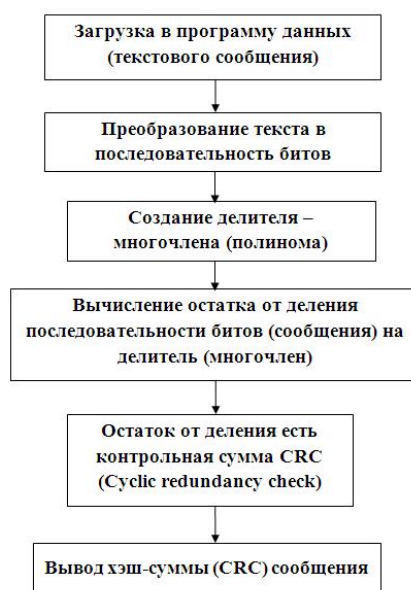 Загрузка в программу данных
(текстового сообщения)
Преобразование текста в
последовательность битов
Создание делителя –
многочлена (полинома)
Вычисление остатка от деления
последовательности битов (сообщения) на
делитель (многочлен)
Остаток от деления есть
контрольная сумма CRC
(Cyclic redundancy check)
Вывод хэш-суммы (CRC) сообщения